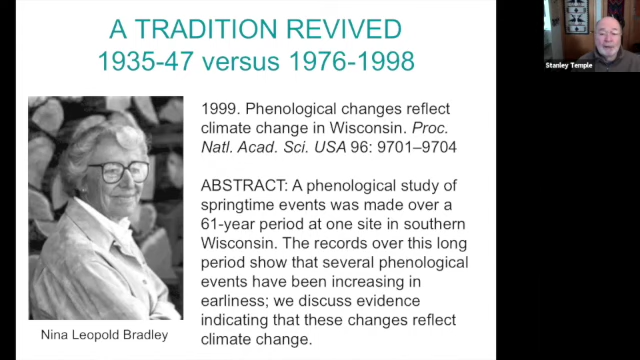 A TRADITION REVIVED
1935-47 versus 1976-1998
Stanley Temple
1999. Phenological changes reflect
climate change in Wisconsin. Proc.
Natl. Acad. Sci. USA 96: 9701–9704
ABSTRACT: A phenological study of
springtime events was made over a
61-year period at one site in southern
Wisconsin. The records over this long
period show that several phenological
events have been increasing in
earliness; we discuss evidence
indicating that these changes reflect
climate change.
Nina Leopold Bradley